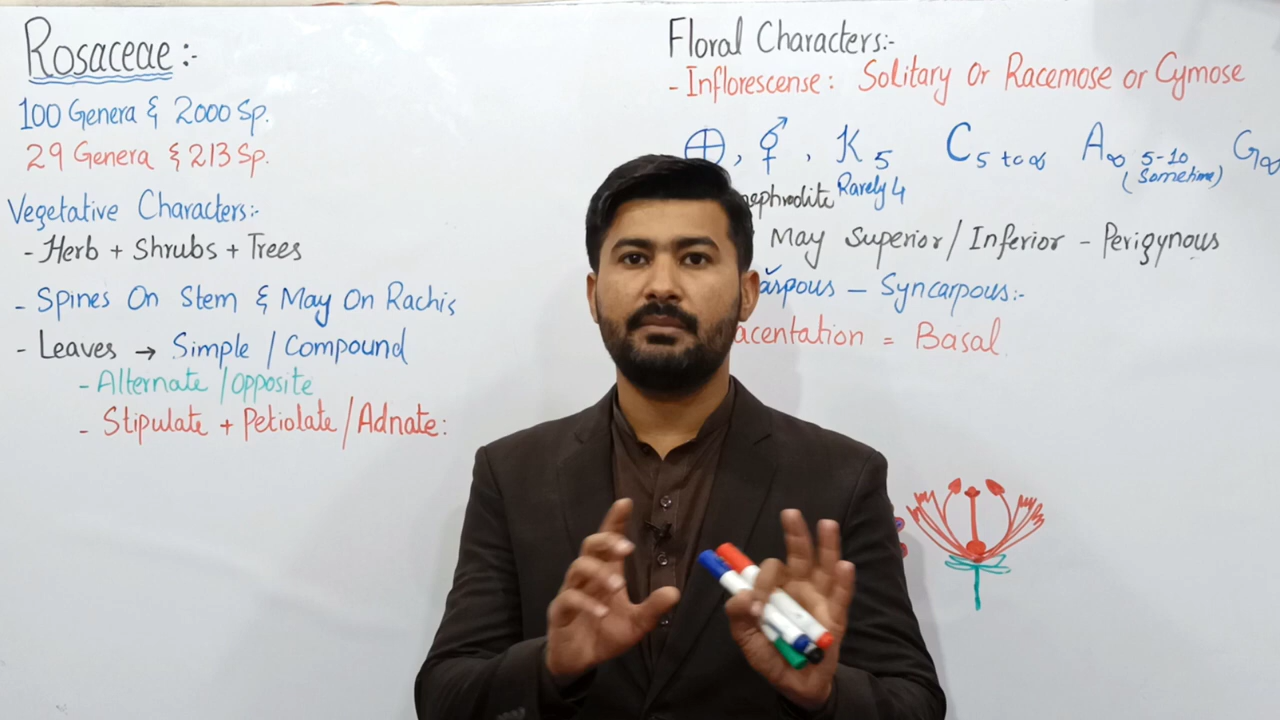 Rosaceae:-
100 Genera & 2000 Sp.
29 Genera & 213 Sp.
Vegetative Characters:-
- Herb + Shrubs + Trees
- Spines On Stem & May On Rachis
- Leaves → Simple / Compound
- Alternate / opposite
- Stipulate + Petiolate / Adnate:
Floral Characters:-
- Inflorescense: Solitary Or Racemose or Cymose
⊕, ⚥, K5 C5 to ∞ A∞ 5-10 (Sometime) G∞
ephrodite Rarely 4
May Superior / Inferior - Perigynous
— Syncarpous:-
acentation = Basal